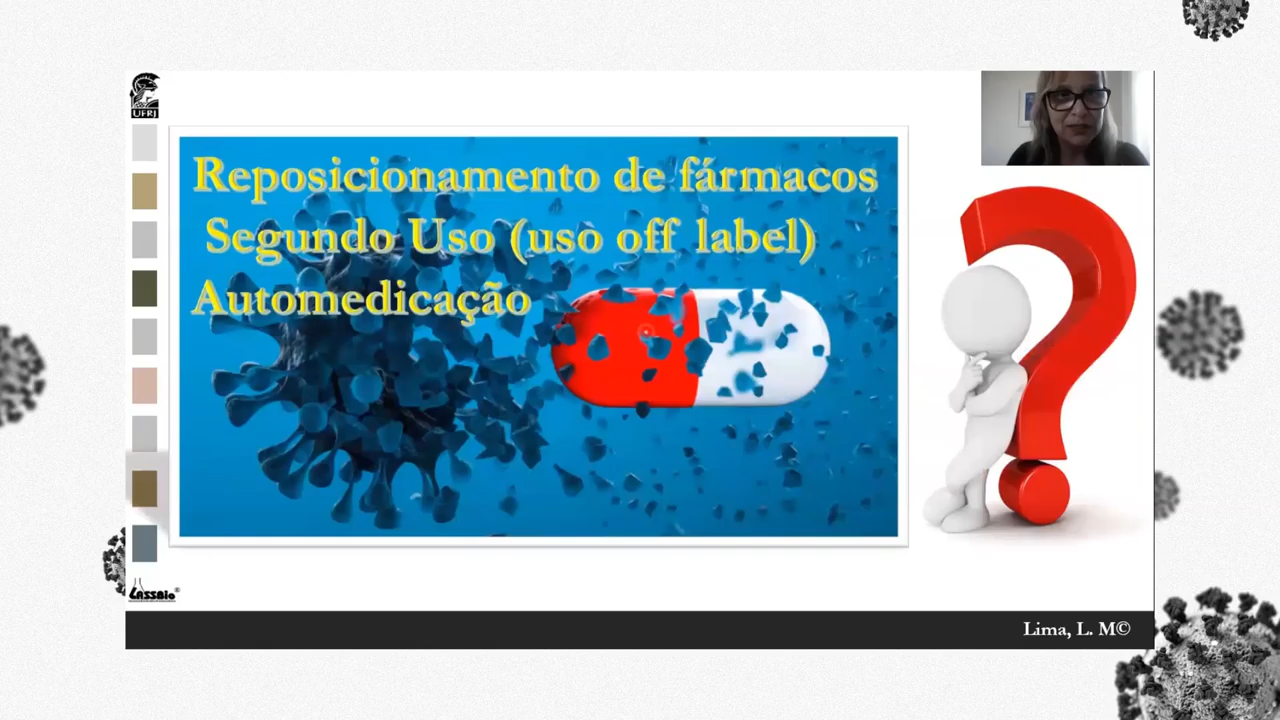 UFRJ
Reposicionamento de fármacos
Segundo Uso (uso off label)
Automedicação
LASSBio®
Lima, L. M©